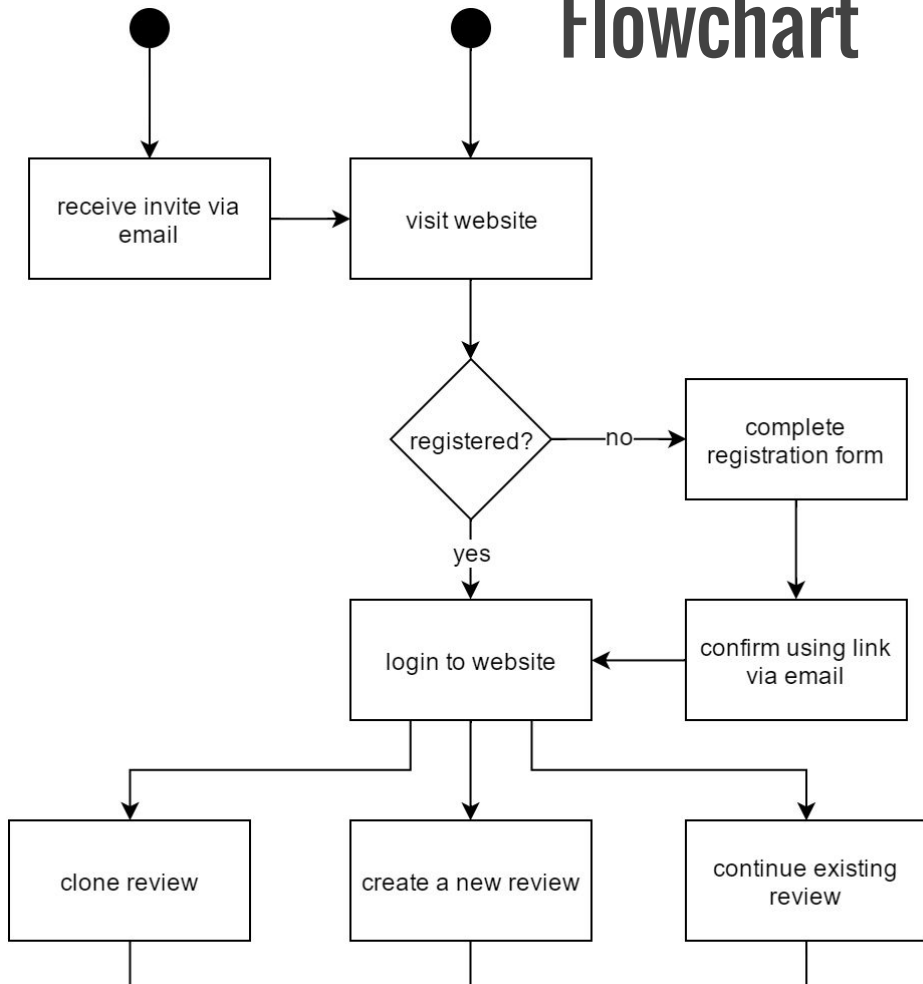 Flowchart
receive invite via
email
visit website
registered?
no
complete
registration form
yes
login to website
confirm using link
via email
clone review
create a new review
continue existing
review